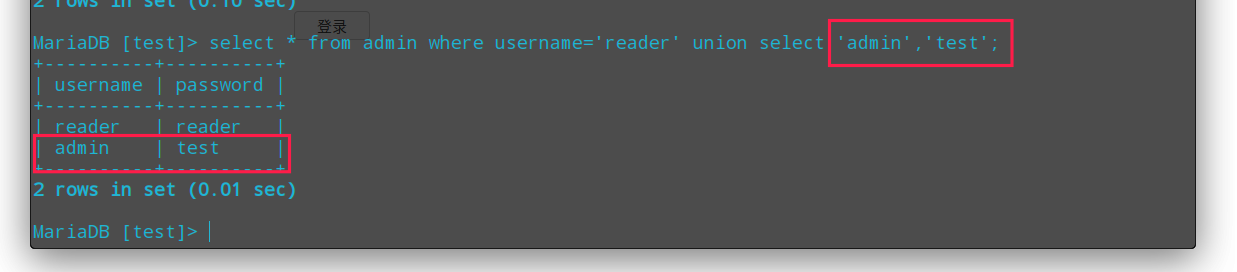 2 rows in set (0.10 sec)
登录
MariaDB [test]> select * from admin where username='reader' union select 'admin','test';
+----------+----------+
| username | password |
+----------+----------+
| reader   | reader   |
| admin    | test     |
+----------+----------+
2 rows in set (0.01 sec)
MariaDB [test]>